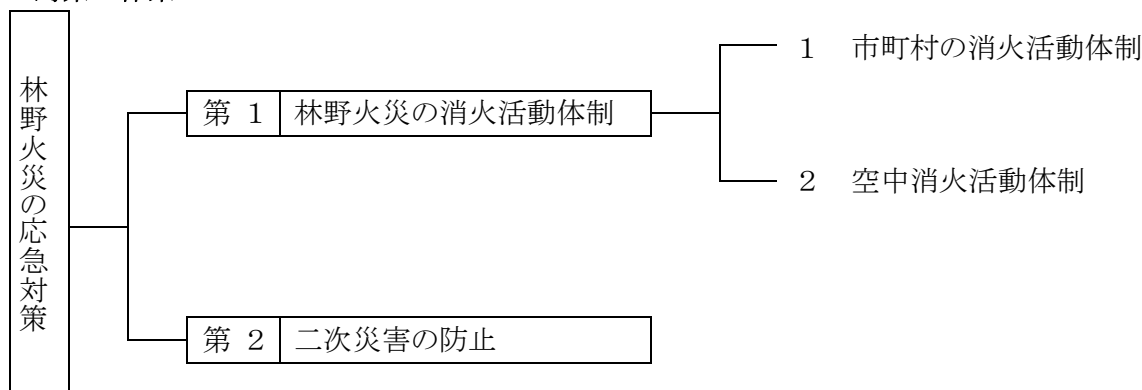 林野火災の応急対策
第 1 林野火災の消火活動体制
1 市町村の消火活動体制
2 空中消火活動体制
第 2 二次災害の防止